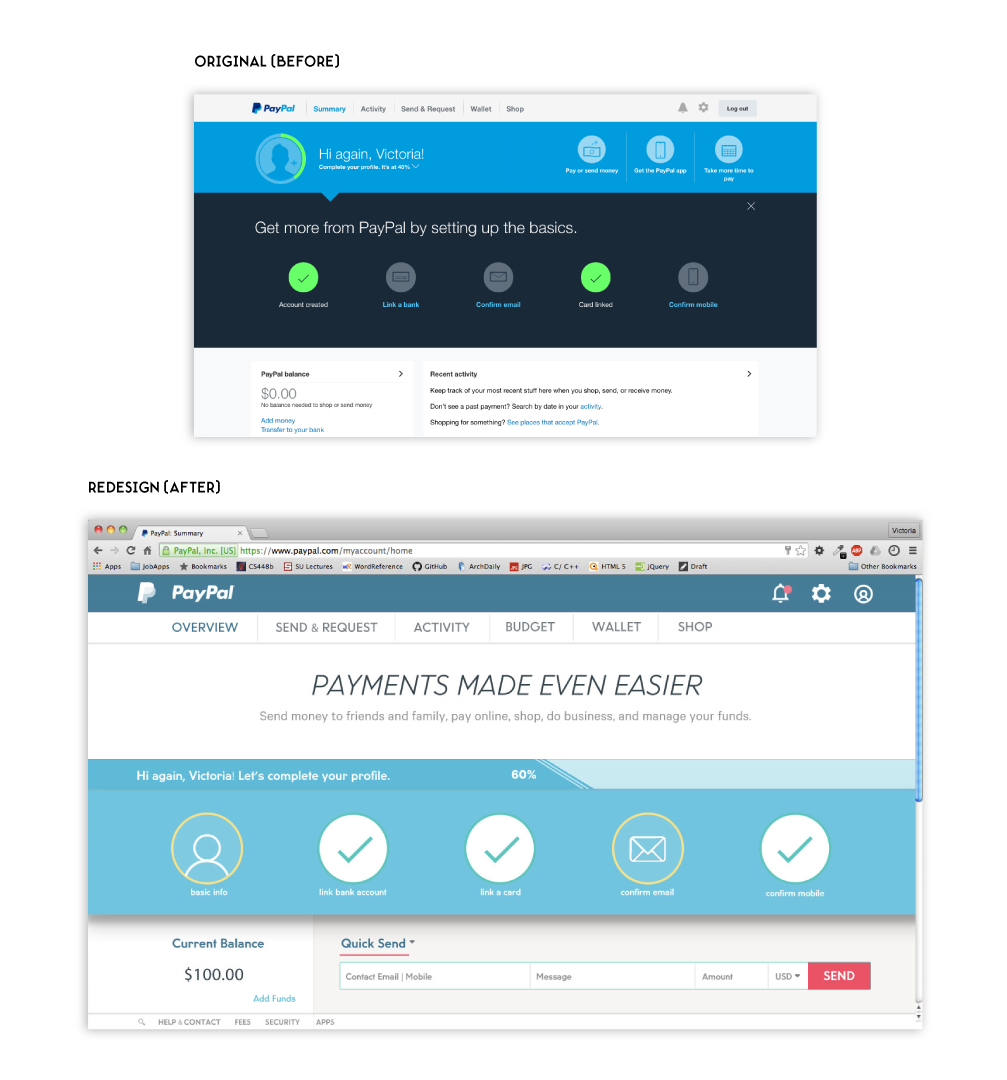 ORIGINAL (BEFORE)
PayPal Summary Activity Send & Request Wallet Shop Log out
Hi again, Victoria!
Complete your profile. It's at 40%
Pay or send money Get the PayPal app Take more time to
pay
Get more from PayPal by setting up the basics.
Account created Link a bank Confirm email Card linked Confirm mobile
PayPal balance
$0.00
No balance needed to shop or send money
Add money
Transfer to your bank
Recent activity
Keep track of your most recent stuff here when you shop, send, or receive money.
Don't see a past payment? Search by date in your activity.
Shopping for something? See places that accept PayPal.
REDESIGN (AFTER)
PayPal: Summary Victoria
PayPal, Inc. [US] https://www.paypal.com/myaccount/home
Apps JobApps Bookmarks CS448b SU Lectures WordReference GitHub ArchDaily JPG C/ C++ HTML 5 jQuery Draft Other Bookmarks
PayPal
OVERVIEW SEND & REQUEST ACTIVITY BUDGET WALLET SHOP
PAYMENTS MADE EVEN EASIER
Send money to friends and family, pay online, shop, do business, and manage your funds.
Hi again, Victoria! Let's complete your profile. 60%
basic info link bank account link a card confirm email confirm mobile
Current Balance
$100.00
Add Funds
Quick Send
Contact Email | Mobile Message Amount USD SEND
HELP & CONTACT FEES SECURITY APPS